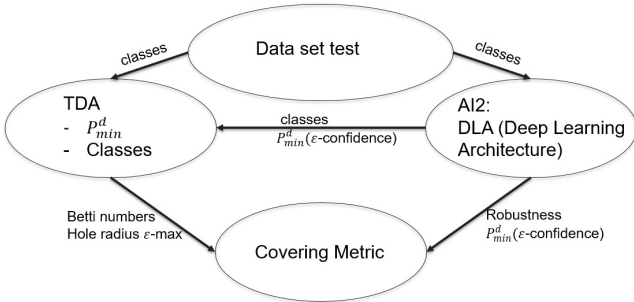 Data set test
classes
classes
TDA
- P^d_min
- Classes
classes
P^d_min(ε-confidence)
AI2:
DLA (Deep Learning
Architecture)
Betti numbers
Hole radius ε-max
Robustness
P^d_min(ε-confidence)
Covering Metric